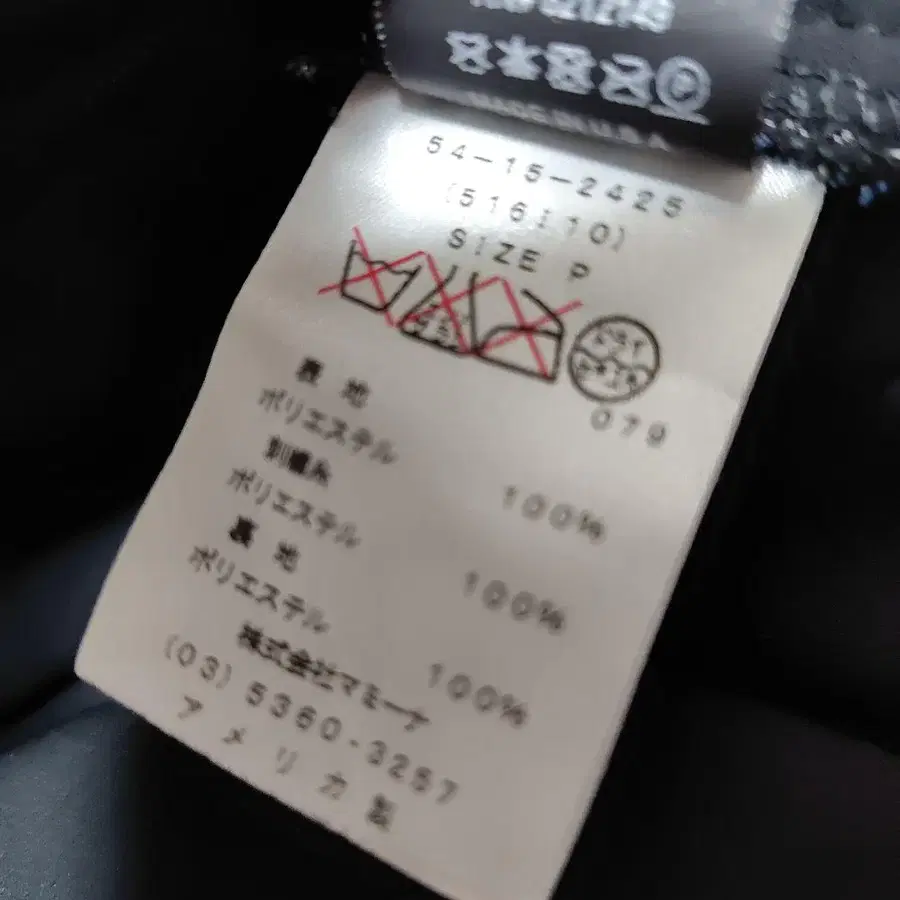 54-15-2425
(516110)
SIZE P
079
表地
ポリエステル 100%
刺繍糸
ポリエステル 100%
裏地
ポリエステル 100%
株式会社マミーナ
(03) 5360-3257
アメリカ製